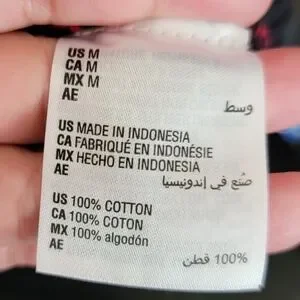 US M
CA M
MX M
AE وسط
US MADE IN INDONESIA
CA FABRIQUÉ EN INDONÉSIE
MX HECHO EN INDONESIA
AE صُنع في إندونيسيا
US 100% COTTON
CA 100% COTON
MX 100% algodón
AE 100% قطن